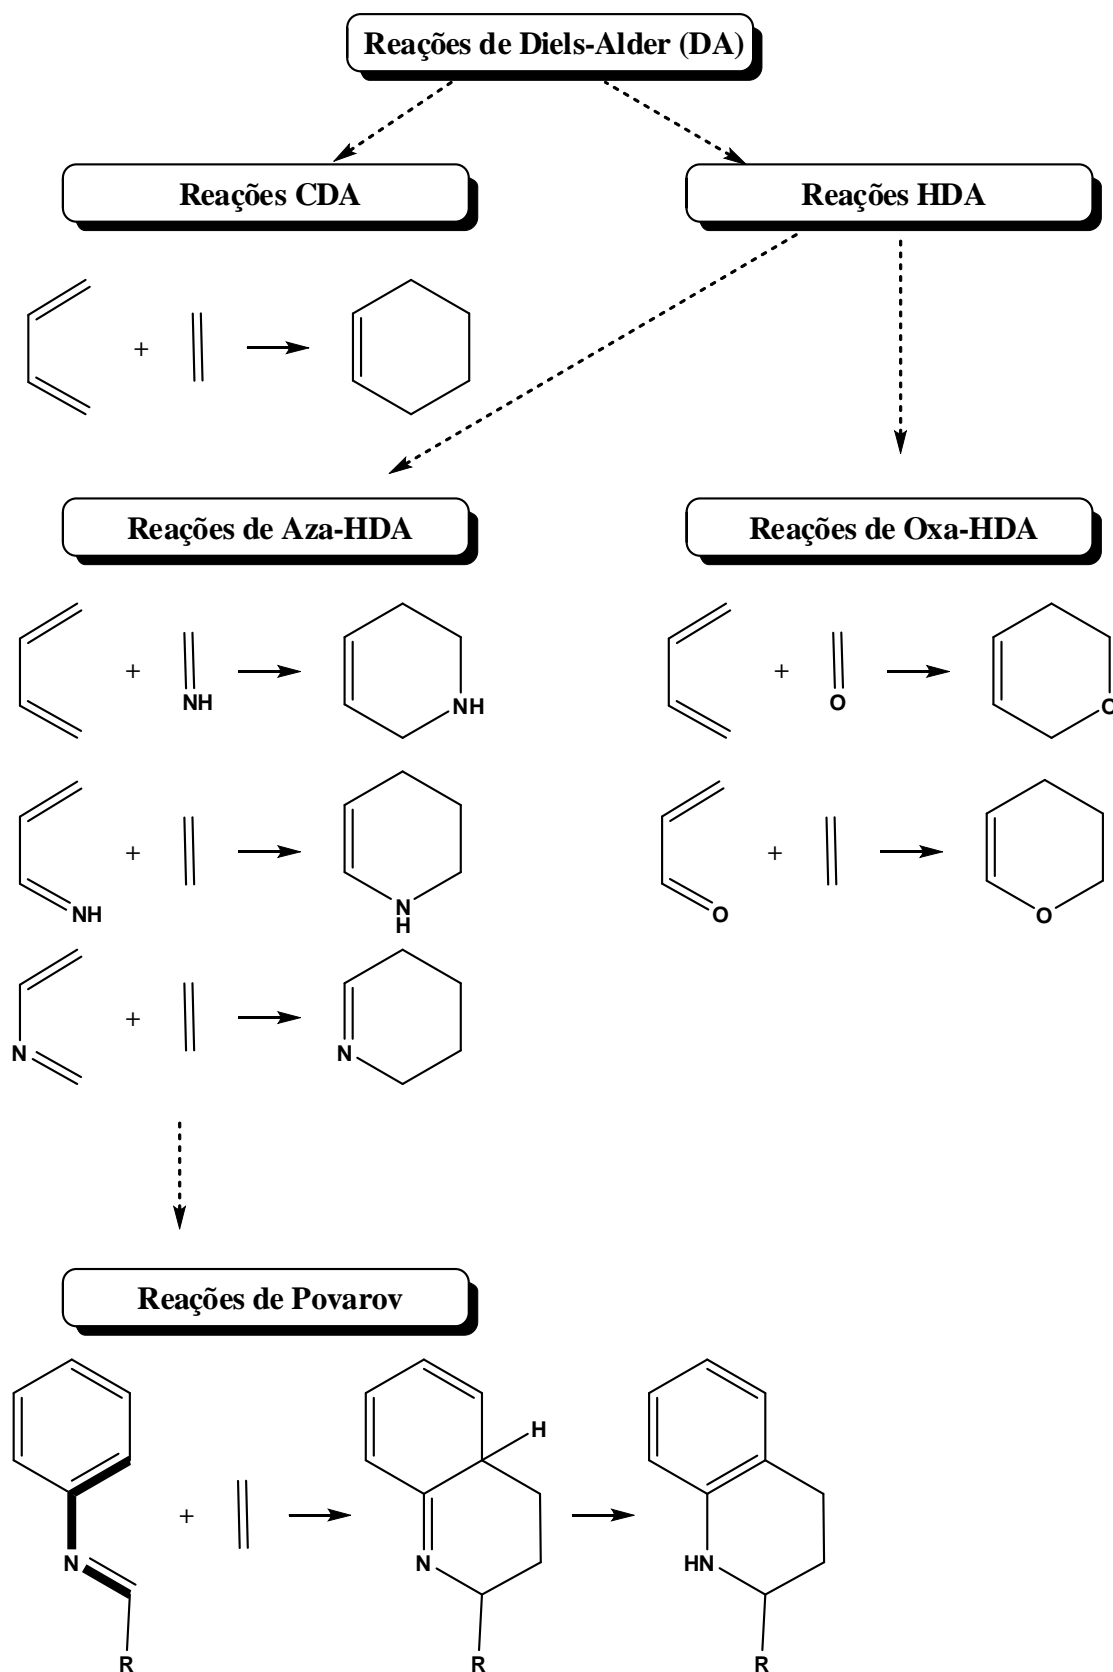 Reações de Diels-Alder (DA)
Reações CDA
Reações HDA
+
Reações de Aza-HDA
Reações de Oxa-HDA
+
NH
NH
+
O
O
+
NH
N
H
+
O
O
+
N
N
Reações de Povarov
H
+
N
N
HN
R
R
R